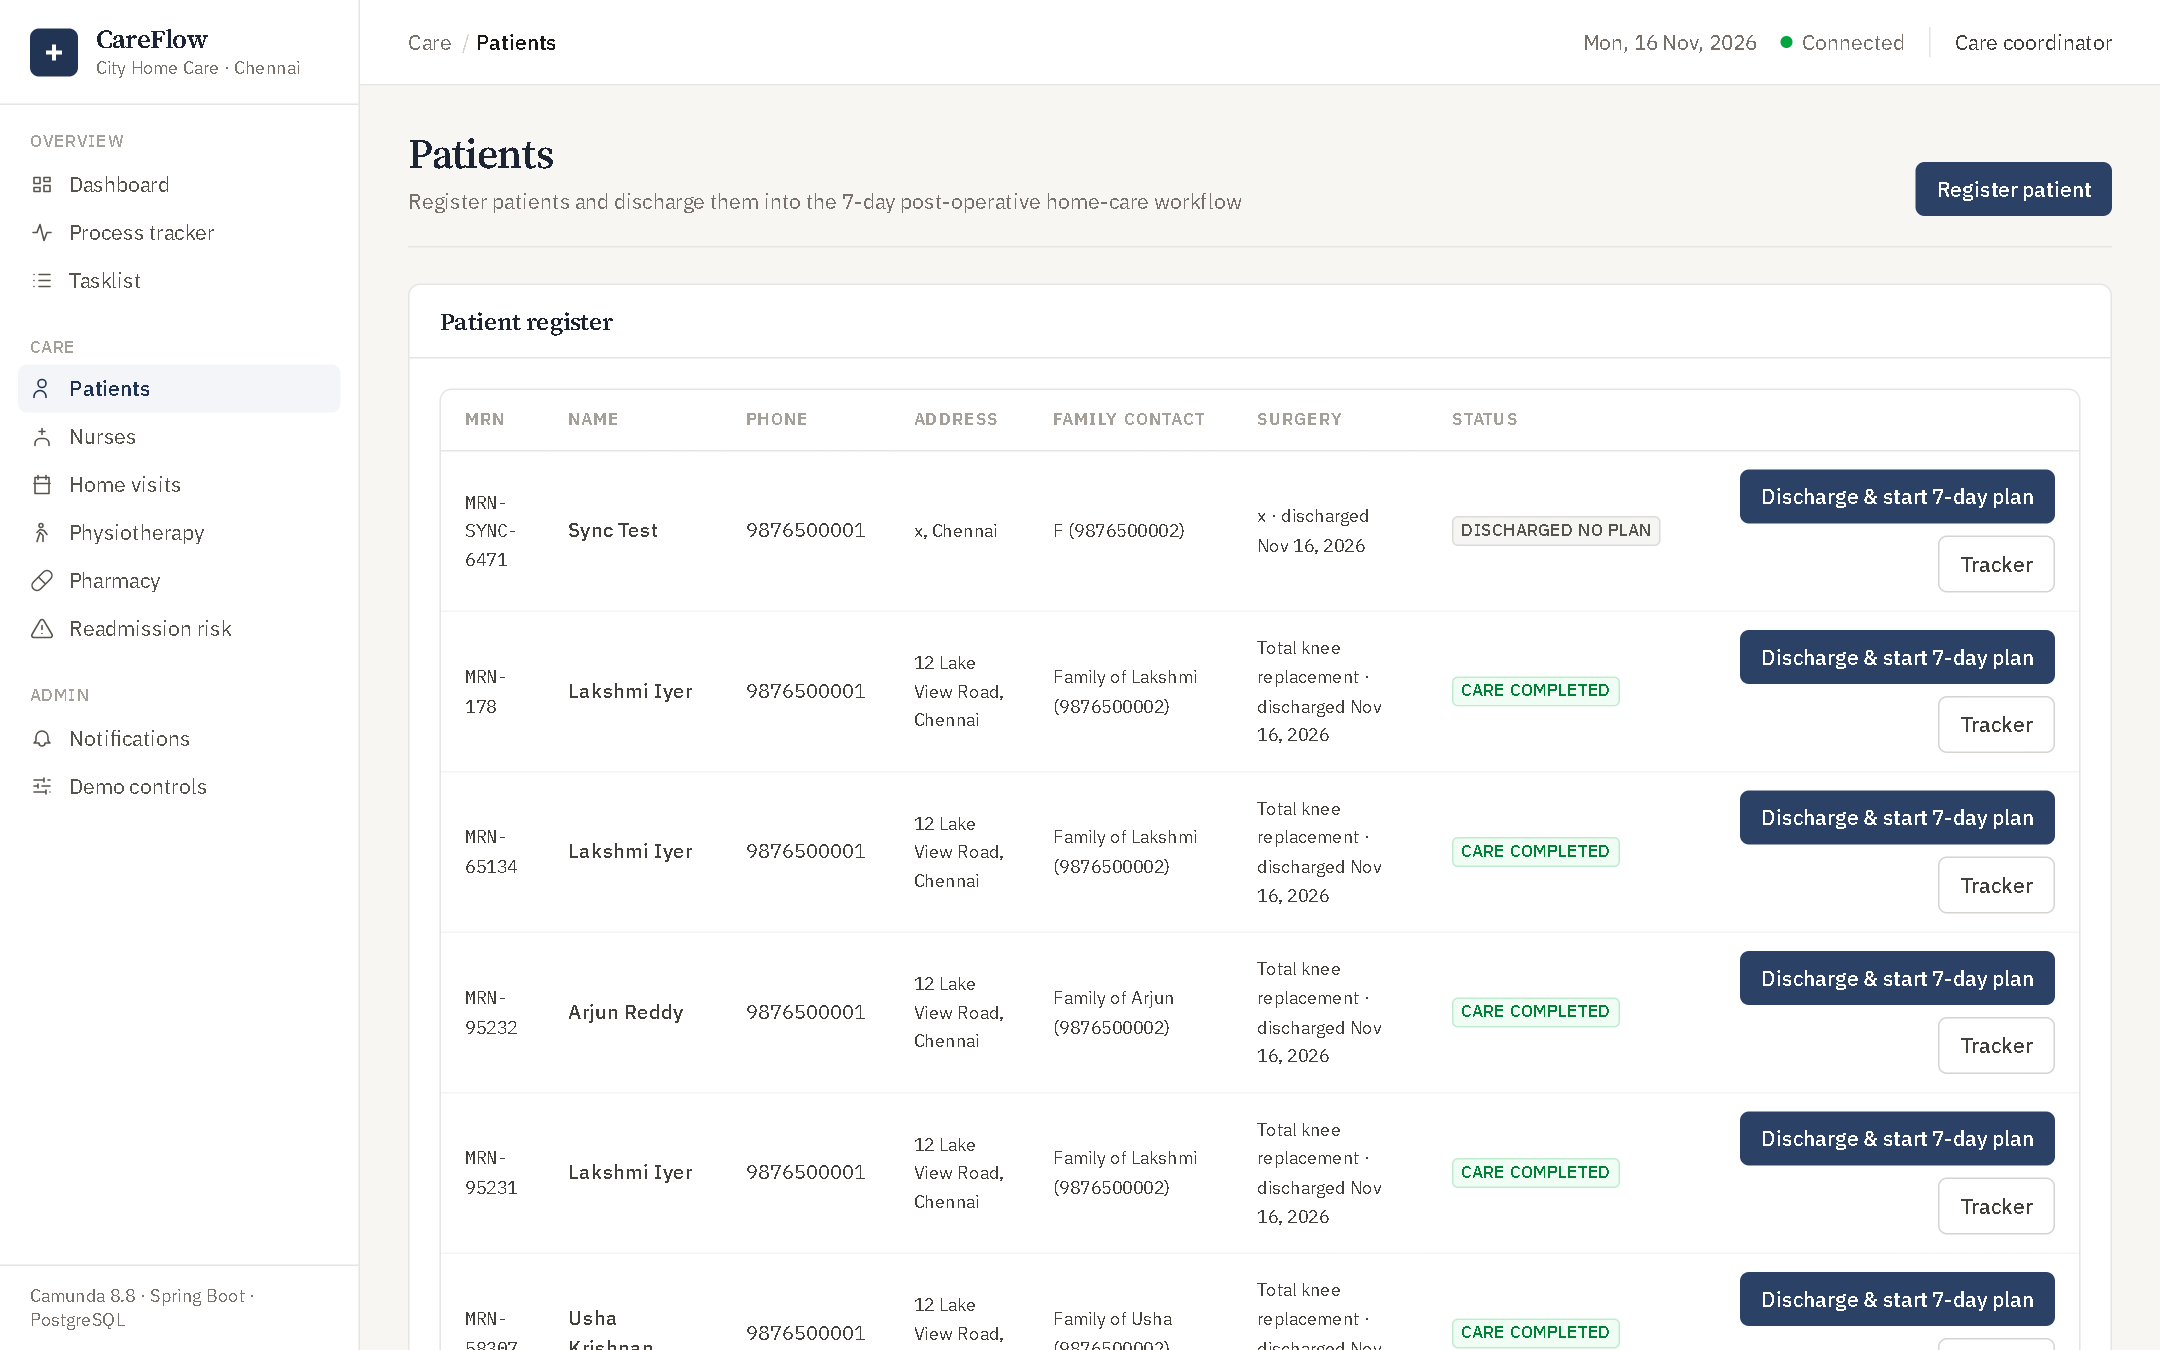 CareFlow
City Home Care · Chennai
OVERVIEW
Dashboard
Process tracker
Tasklist
CARE
Patients
Nurses
Home visits
Physiotherapy
Pharmacy
Readmission risk
ADMIN
Notifications
Demo controls
Camunda 8.8 · Spring Boot ·
PostgreSQL
Care / Patients
Mon, 16 Nov, 2026 Connected Care coordinator
Patients
Register patients and discharge them into the 7-day post-operative home-care workflow
Register patient
Patient register
MRN NAME PHONE ADDRESS FAMILY CONTACT SURGERY STATUS
MRN-
SYNC-
6471
Sync Test
9876500001
x, Chennai
F (9876500002)
x · discharged
Nov 16, 2026
DISCHARGED NO PLAN
Discharge & start 7-day plan
Tracker
MRN-
178
Lakshmi Iyer
9876500001
12 Lake
View Road,
Chennai
Family of Lakshmi
(9876500002)
Total knee
replacement ·
discharged Nov
16, 2026
CARE COMPLETED
Discharge & start 7-day plan
Tracker
MRN-
65134
Lakshmi Iyer
9876500001
12 Lake
View Road,
Chennai
Family of Lakshmi
(9876500002)
Total knee
replacement ·
discharged Nov
16, 2026
CARE COMPLETED
Discharge & start 7-day plan
Tracker
MRN-
95232
Arjun Reddy
9876500001
12 Lake
View Road,
Chennai
Family of Arjun
(9876500002)
Total knee
replacement ·
discharged Nov
16, 2026
CARE COMPLETED
Discharge & start 7-day plan
Tracker
MRN-
95231
Lakshmi Iyer
9876500001
12 Lake
View Road,
Chennai
Family of Lakshmi
(9876500002)
Total knee
replacement ·
discharged Nov
16, 2026
CARE COMPLETED
Discharge & start 7-day plan
Tracker
MRN-
58307
Usha
Krishnan
9876500001
12 Lake
View Road,
Family of Usha
(9876500002)
Total knee
replacement ·
discharged Nov
CARE COMPLETED
Discharge & start 7-day plan